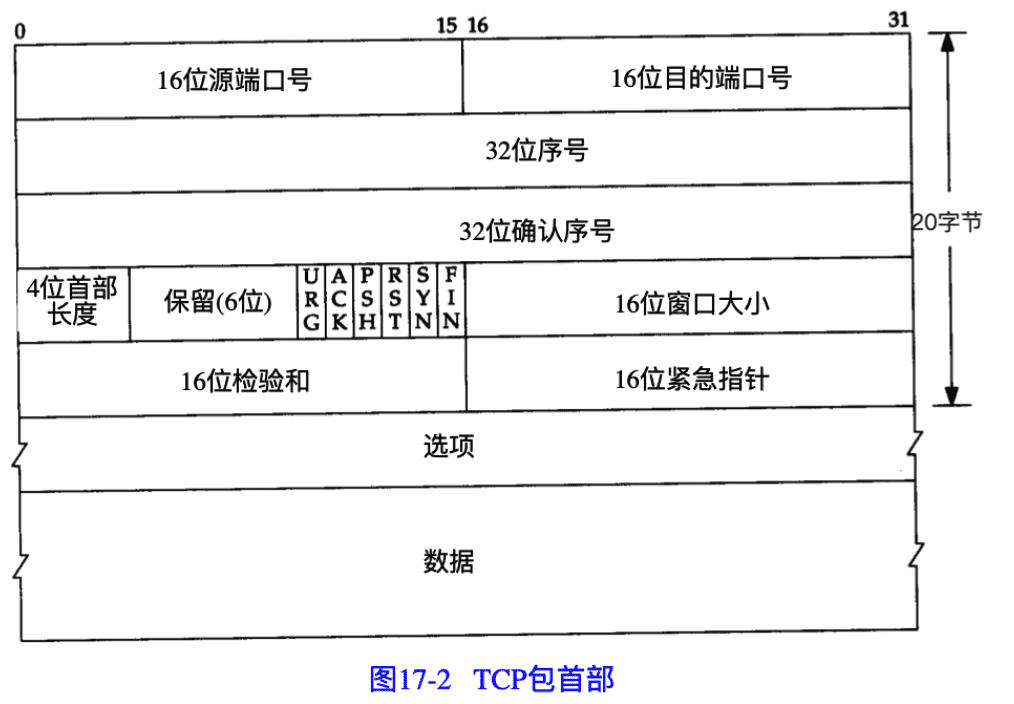 0 15 16 31
16位源端口号 16位目的端口号
32位序号
32位确认序号
20字节
4位首部
长度
保留(6位)
URG
ACK
PSH
RST
SYN
FIN
16位窗口大小
16位检验和 16位紧急指针
选项
数据
图17-2 TCP包首部